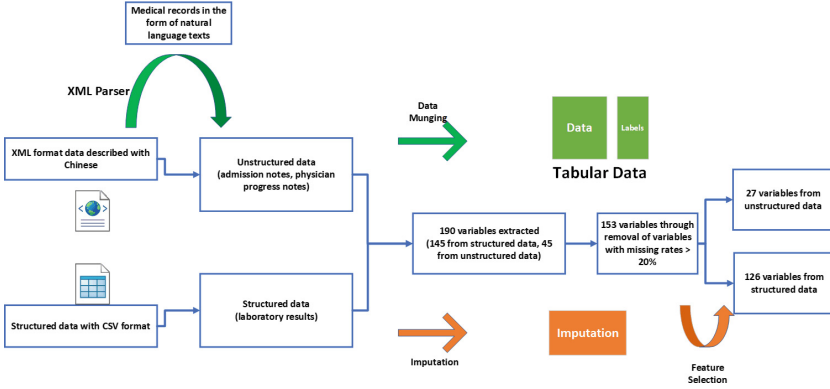 Medical records in the
form of natural
language texts
XML Parser
XML format data described with
Chinese
Unstructured data
(admission notes, physician
progress notes)
Data
Munging
Data
Labels
Tabular Data
27 variables from
unstructured data
190 variables extracted
(145 from structured data, 45
from unstructured data)
153 variables through
removal of variables
with missing rates >
20%
126 variables from
structured data
Structured data with CSV format
Structured data
(laboratory results)
Imputation
Imputation
Feature
Selection